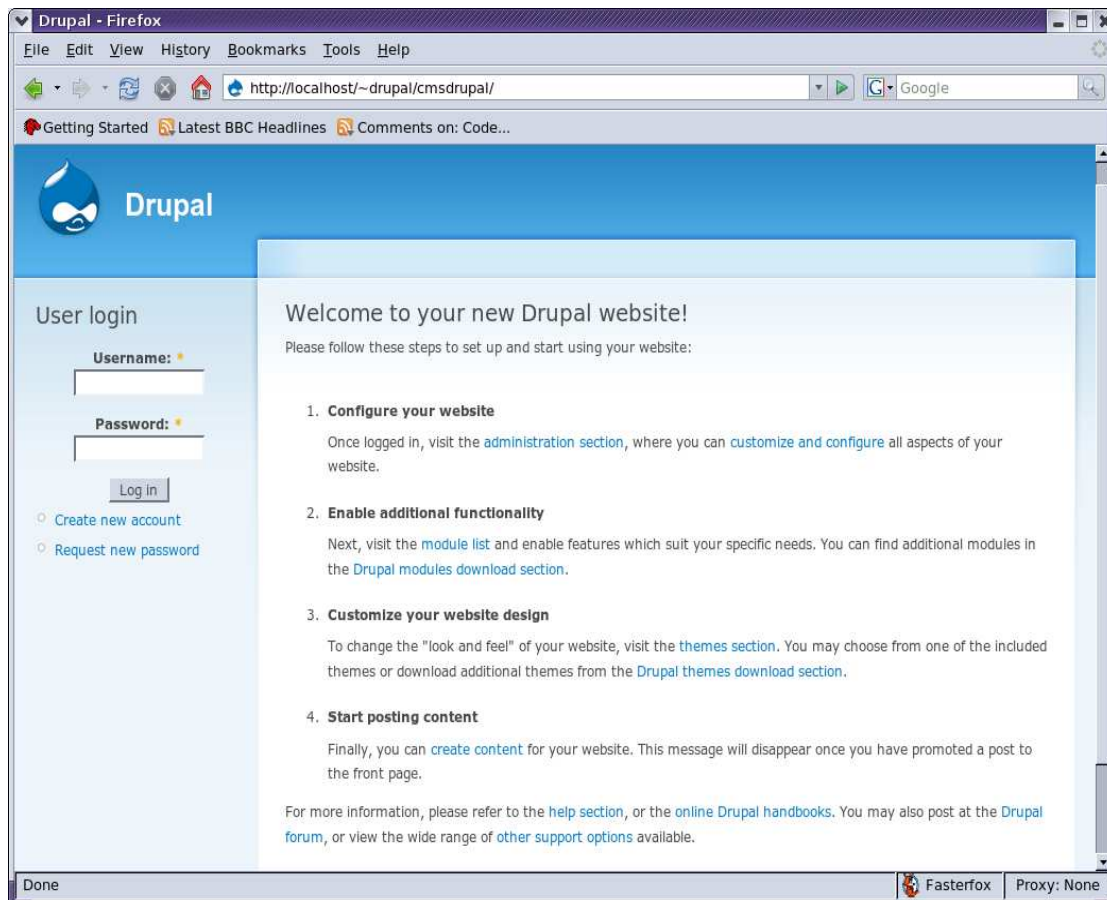 Drupal - Firefox
File Edit View History Bookmarks Tools Help
http://localhost/~drupal/cmsdrupal/
G
Google
Getting Started Latest BBC Headlines Comments on: Code...
Drupal
User login
Username: *
Password: *
Log in
Create new account
Request new password
Welcome to your new Drupal website!
Please follow these steps to set up and start using your website:
1. Configure your website
Once logged in, visit the administration section, where you can customize and configure all aspects of your
website.
2. Enable additional functionality
Next, visit the module list and enable features which suit your specific needs. You can find additional modules in
the Drupal modules download section.
3. Customize your website design
To change the "look and feel" of your website, visit the themes section. You may choose from one of the included
themes or download additional themes from the Drupal themes download section.
4. Start posting content
Finally, you can create content for your website. This message will disappear once you have promoted a post to
the front page.
For more information, please refer to the help section, or the online Drupal handbooks. You may also post at the Drupal
forum, or view the wide range of other support options available.
Done
Fasterfox
Proxy: None